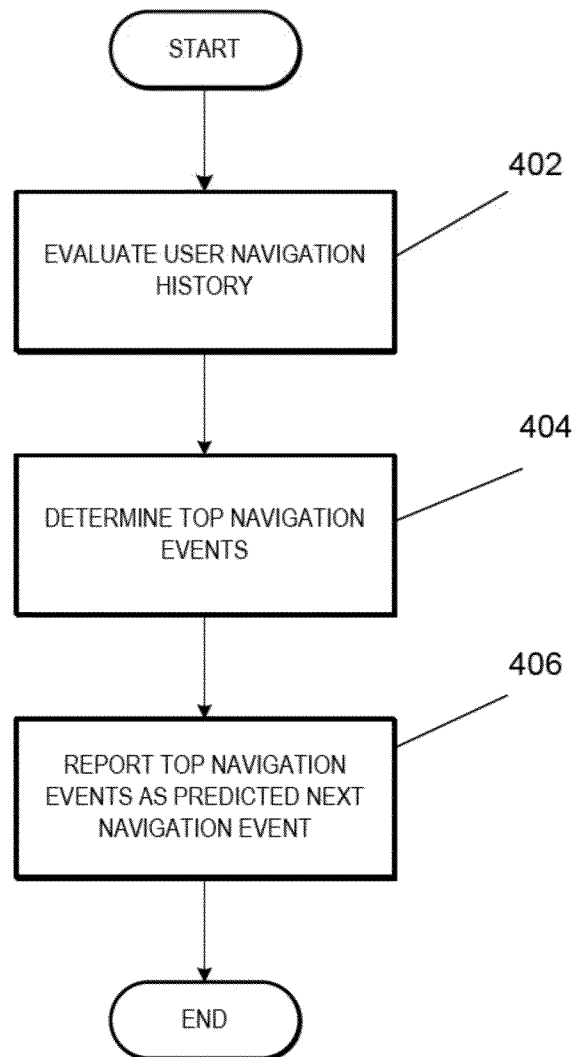 START
402
EVALUATE USER NAVIGATION
HISTORY
404
DETERMINE TOP NAVIGATION
EVENTS
406
REPORT TOP NAVIGATION
EVENTS AS PREDICTED NEXT
NAVIGATION EVENT
END